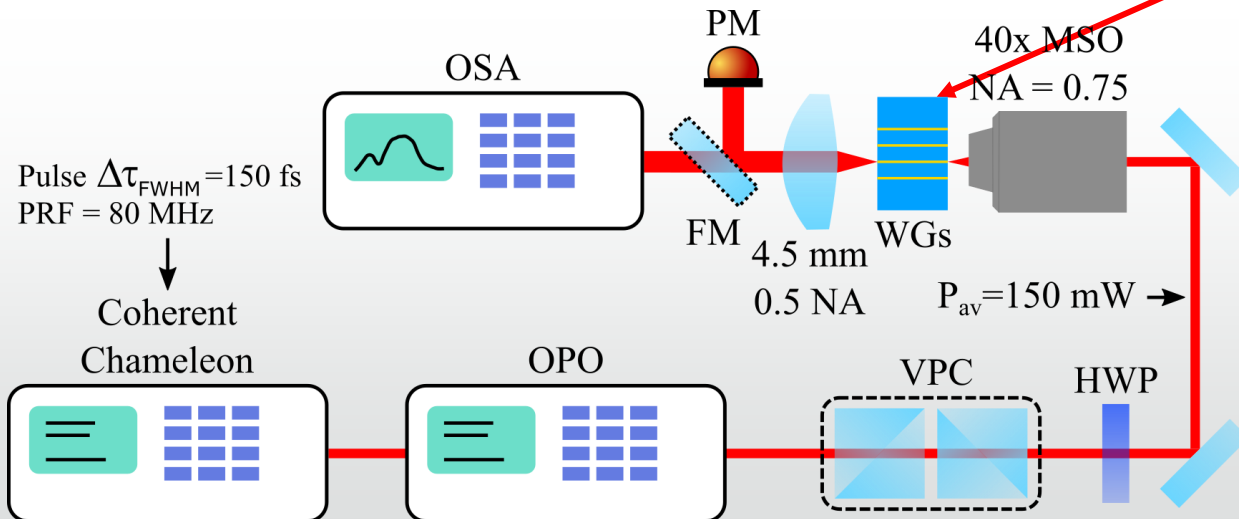 PM
40x MSO
NA = 0.75
OSA
Pulse Δτ_FWHM =150 fs
PRF = 80 MHz
FM
WGs
4.5 mm
0.5 NA
P_av=150 mW
Coherent
Chameleon
OPO
VPC
HWP